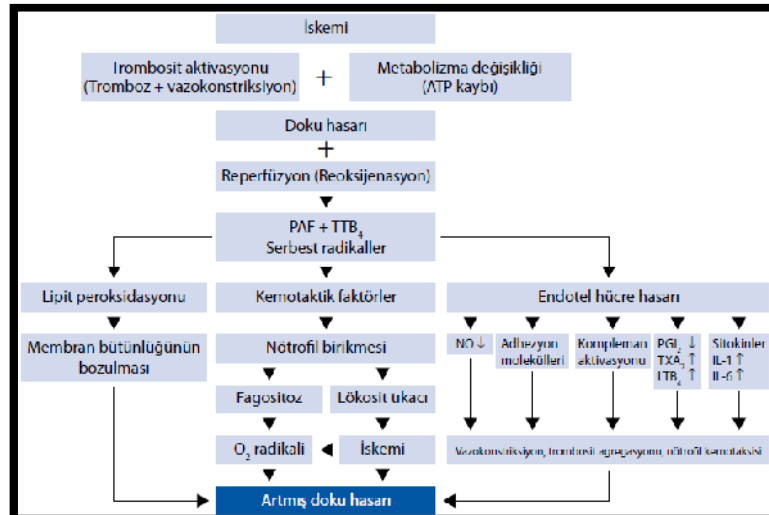 İskemi
Trombosit aktivasyonu
(Tromboz + vazokonstriksiyon)
+
Metabolizma değişikliği
(ATP kaybı)
Doku hasarı
+
Reperfüzyon (Reoksijenasyon)
PAF + TTB4
Serbest radikaller
Lipit peroksidasyonu
Kemotaktik faktörler
Endotel hücre hasarı
Membran bütünlüğünün
bozulması
Nötrofil birikmesi
NO ↓
Adhezyon
molekülleri
Kompleman
aktivasyonu
PGI2 ↓
TXA2 ↑
LTB4 ↑
Sitokinler
IL-1 ↑
IL-6 ↑
Fagositoz
Lökosit tıkacı
O2 radikali
İskemi
Vazokonstriksiyon, trombosit agregasyonu, nötrofil kemotaksisi
Artmış doku hasarı